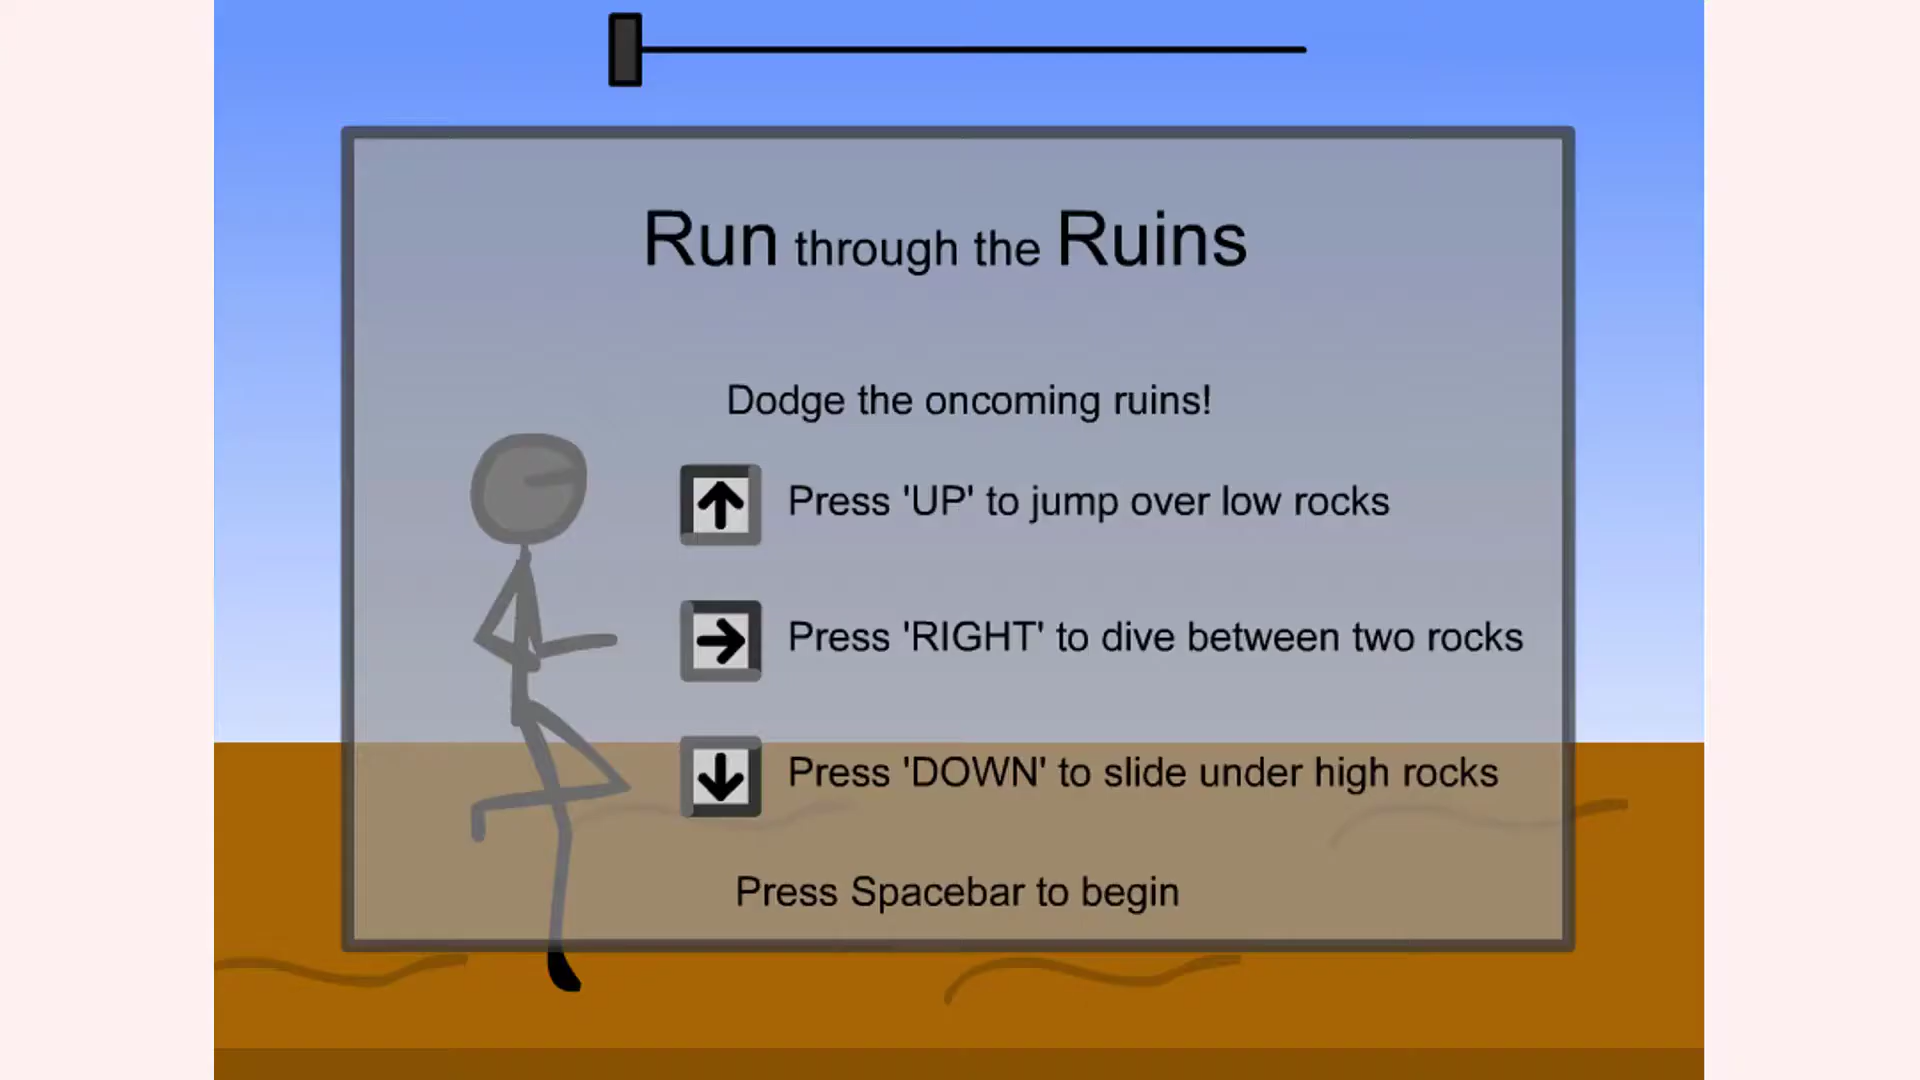 Run through the Ruins
Dodge the oncoming ruins!
Press 'UP' to jump over low rocks
Press 'RIGHT' to dive between two rocks
Press 'DOWN' to slide under high rocks
Press Spacebar to begin